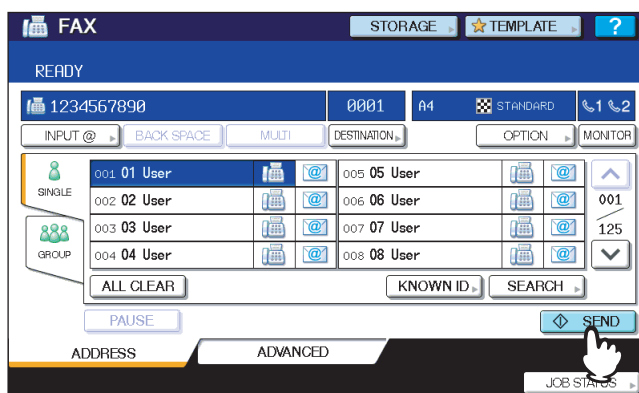 FAX STORAGE TEMPLATE ?
READY
1234567890 0001 A4 STANDARD 1 2
INPUT @ BACK SPACE MULTI DESTINATION OPTION MONITOR
SINGLE
001 01 User @ 005 05 User @
002 02 User @ 006 06 User @ 001
003 03 User @ 007 07 User @ 125
GROUP
004 04 User @ 008 08 User @
ALL CLEAR KNOWN ID SEARCH
PAUSE SEND
ADDRESS ADVANCED
JOB STATUS